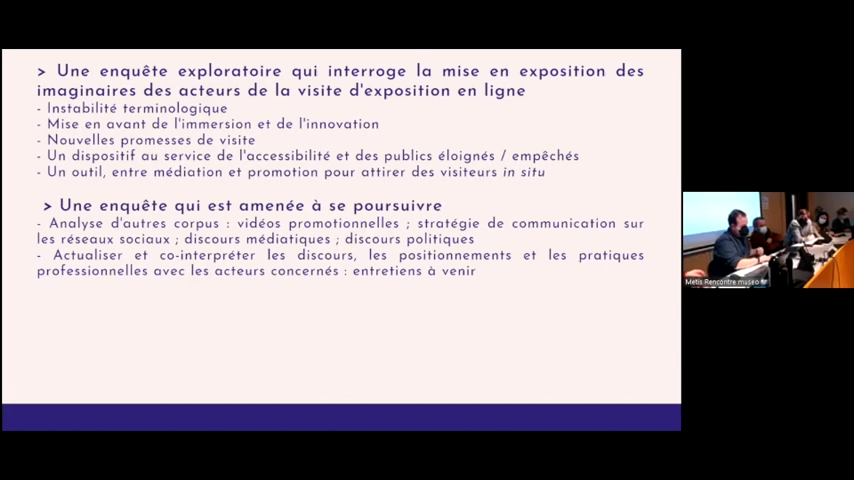 > Une enquête exploratoire qui interroge la mise en exposition des
imaginaires des acteurs de la visite d'exposition en ligne
- Instabilité terminologique
- Mise en avant de l'immersion et de l'innovation
- Nouvelles promesses de visite
- Un dispositif au service de l'accessibilité et des publics éloignés / empêchés
- Un outil, entre médiation et promotion pour attirer des visiteurs in situ
> Une enquête qui est amenée à se poursuivre
- Analyse d'autres corpus : vidéos promotionnelles ; stratégie de communication sur
les réseaux sociaux ; discours médiatiques ; discours politiques
- Actualiser et co-interpréter les discours, les positionnements et les pratiques
professionnelles avec les acteurs concernés : entretiens à venir
Metis Rencontre museo